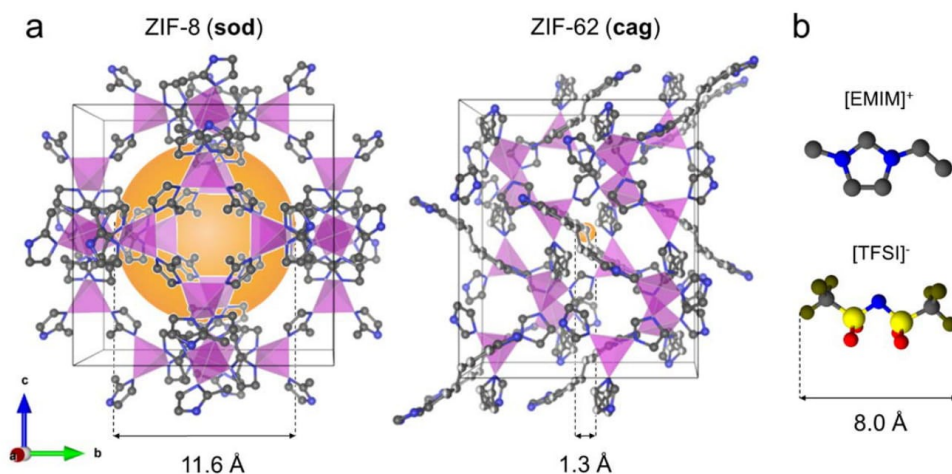 a
ZIF-8 (sod)
ZIF-62 (cag)
b
[EMIM]+
[TFSI]-
8.0 Å
c
a
b
11.6 Å
1.3 Å